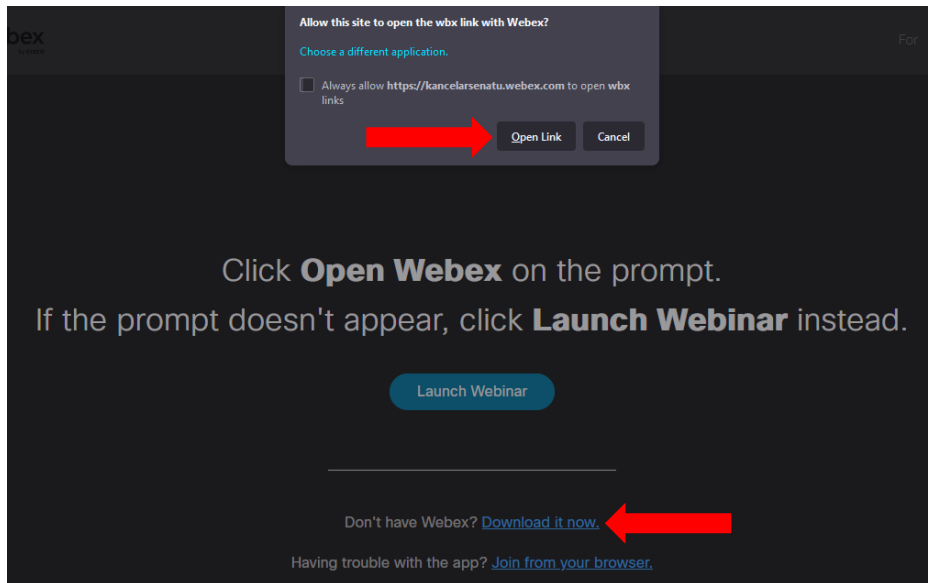 Allow this site to open the wbx link with Webex?
Choose a different application.
Always allow https://kancelarsenatu.webex.com to open wbx
links
Open Link Cancel
bex
For
Click Open Webex on the prompt.
If the prompt doesn't appear, click Launch Webinar instead.
Launch Webinar
Don't have Webex? Download it now.
Having trouble with the app? Join from your browser.